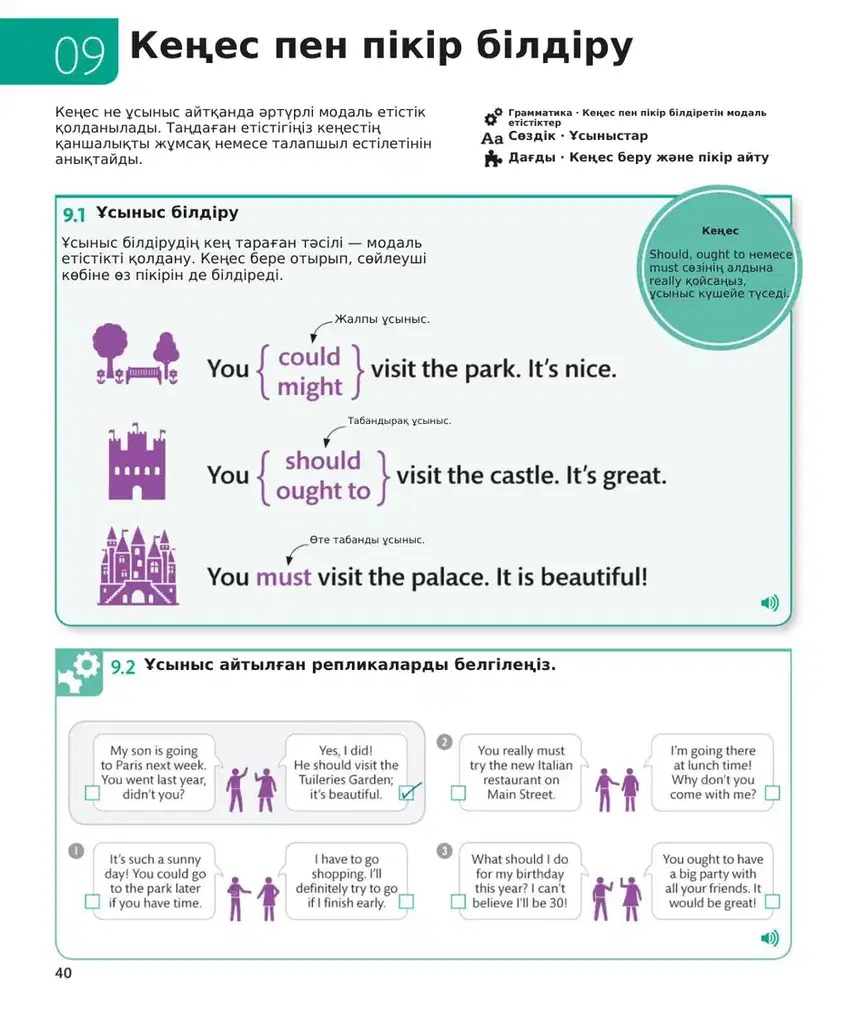 09
Кеңес пен пікір білдіру
Кеңес не ұсыныс айтқанда әртүрлі модаль етістік
қолданылады. Таңдаған етістігіңіз кеңестің
қаншалықты жұмсақ немесе талапшыл естілетінін
анықтайды.
Грамматика · Кеңес пен пікір білдіретін модаль
етістіктер
Aa Сөздік · Ұсыныстар
Дағды · Кеңес беру және пікір айту
9.1 Ұсыныс білдіру
Ұсыныс білдірудің кең тараған тәсілі — модаль
етістікті қолдану. Кеңес бере отырып, сөйлеуші
көбіне өз пікірін де білдіреді.
Кеңес
Should, ought to немесе
must сөзінің алдына
really қойсаңыз,
ұсыныс күшейе түседі.
Жалпы ұсыныс.
You { could might } visit the park. It's nice.
Табандырақ ұсыныс.
You { should ought to } visit the castle. It's great.
Өте табанды ұсыныс.
You must visit the palace. It is beautiful!
9.2 Ұсыныс айтылған репликаларды белгілеңіз.
My son is going
to Paris next week.
You went last year,
didn't you?
Yes, I did!
He should visit the
Tuileries Garden;
it's beautiful.
1
It's such a sunny
day! You could go
to the park later
if you have time.
I have to go
shopping. I'll
definitely try to go
if I finish early.
2
You really must
try the new Italian
restaurant on
Main Street.
I'm going there
at lunch time!
Why don't you
come with me?
3
What should I do
for my birthday
this year? I can't
believe I'll be 30!
You ought to have
a big party with
all your friends. It
would be great!
40